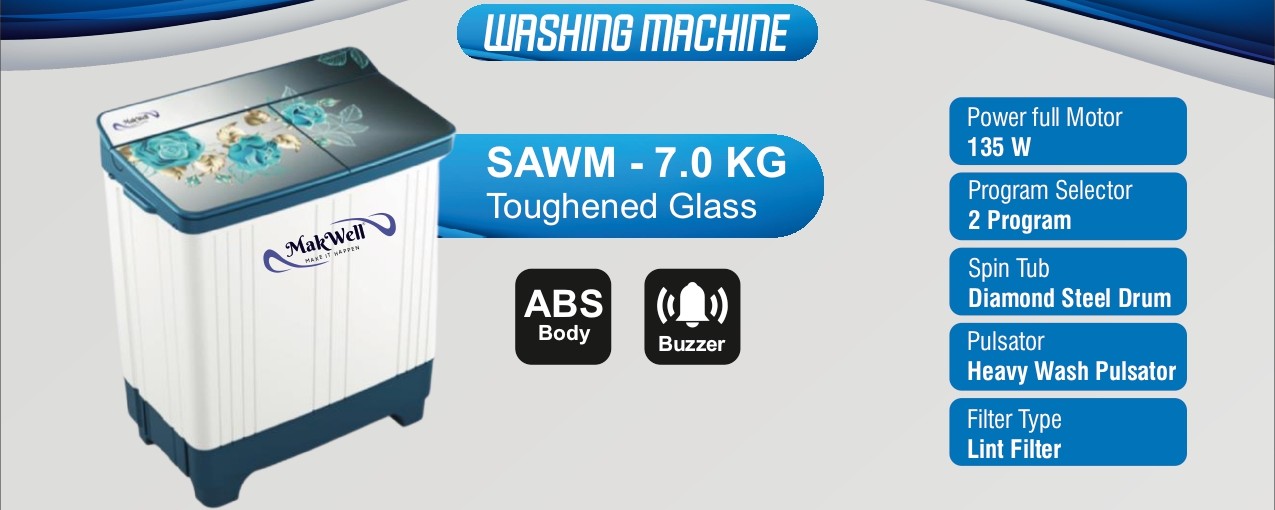 WASHING MACHINE
MakWell
SAWM - 7.0 KG
Toughened Glass
MakWell
MAKE IT HAPPEN
ABS
Body
Buzzer
Power full Motor
135 W
Program Selector
2 Program
Spin Tub
Diamond Steel Drum
Pulsator
Heavy Wash Pulsator
Filter Type
Lint Filter